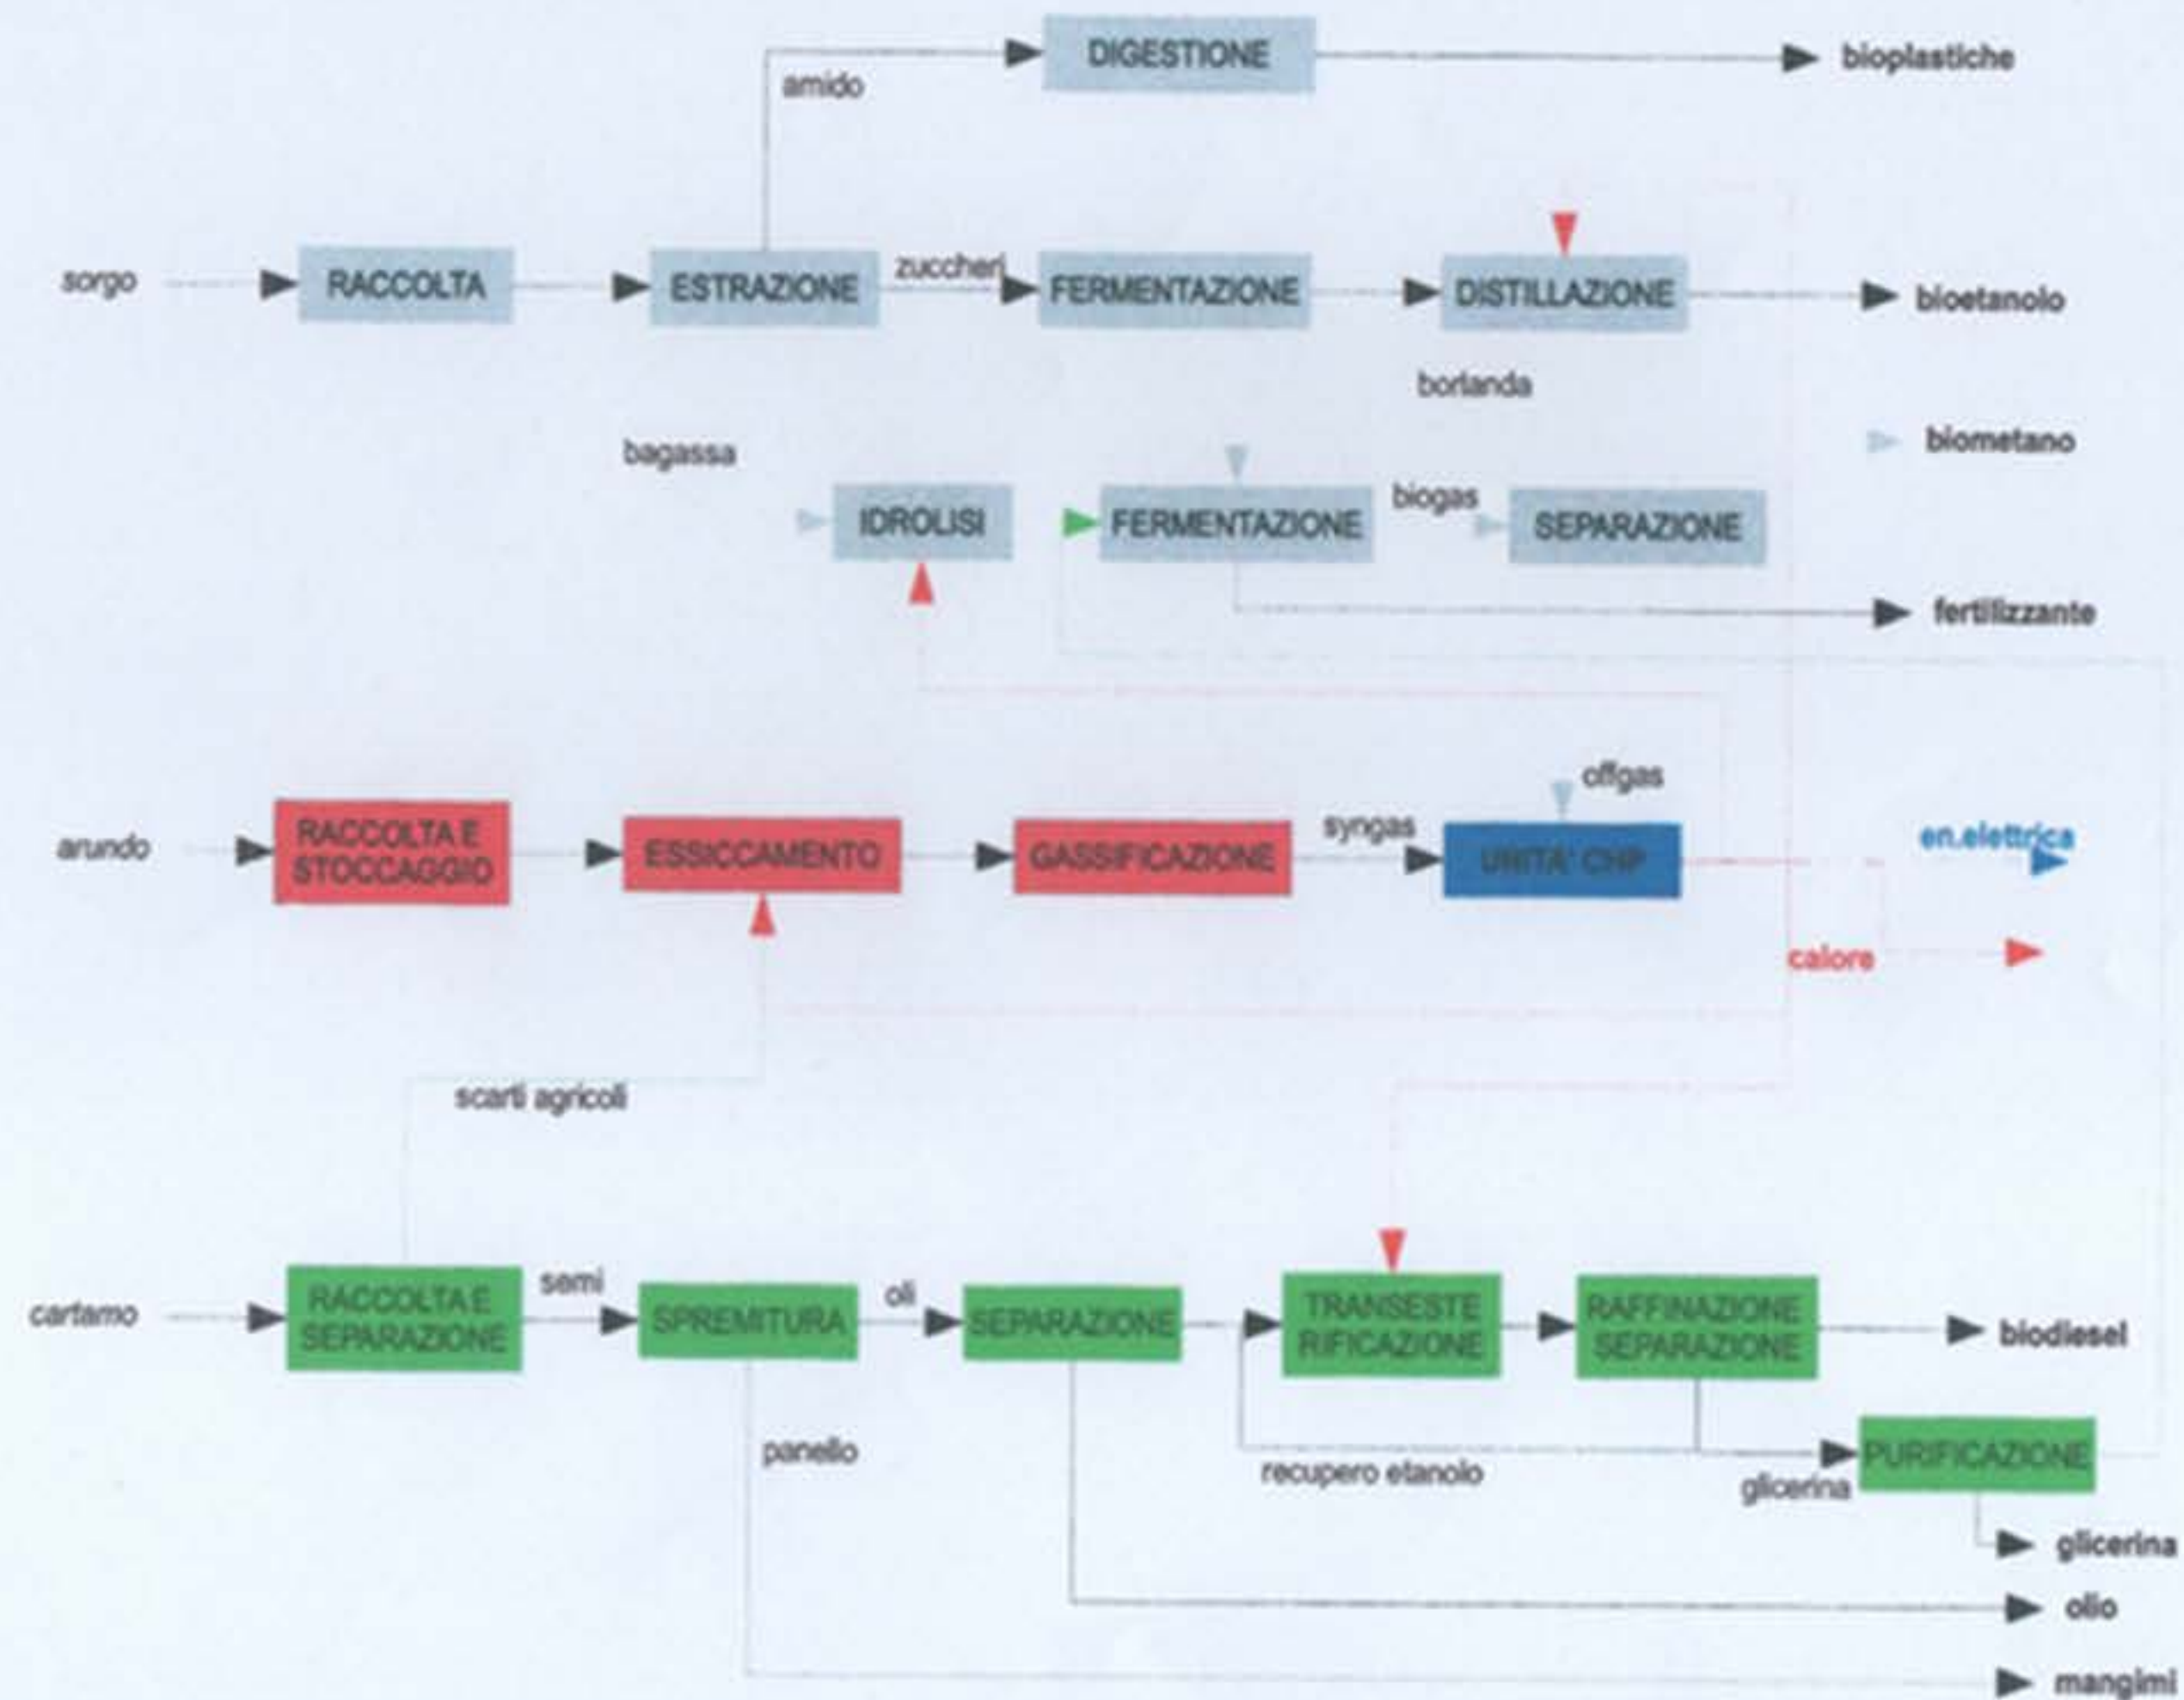 DIGESTIONE
bioplastiche
amido
sorgo
RACCOLTA
ESTRAZIONE
zuccheri
FERMENTAZIONE
DISTILLAZIONE
bioetanolo
borlanda
bagassa
biometano
IDROLISI
FERMENTAZIONE
biogas
SEPARAZIONE
fertilizzante
offgas
arundo
RACCOLTA E
STOCCAGGIO
ESSICCAMENTO
GASSIFICAZIONE
syngas
UNITA' CHP
en.elettrica
calore
scarti agricoli
cartamo
RACCOLTA E
SEPARAZIONE
semi
SPREMITURA
oli
SEPARAZIONE
TRANSESTE
RIFICAZIONE
RAFFINAZIONE
SEPARAZIONE
biodiesel
panello
recupero etanolo
glicerina
PURIFICAZIONE
glicerina
olio
mangimi